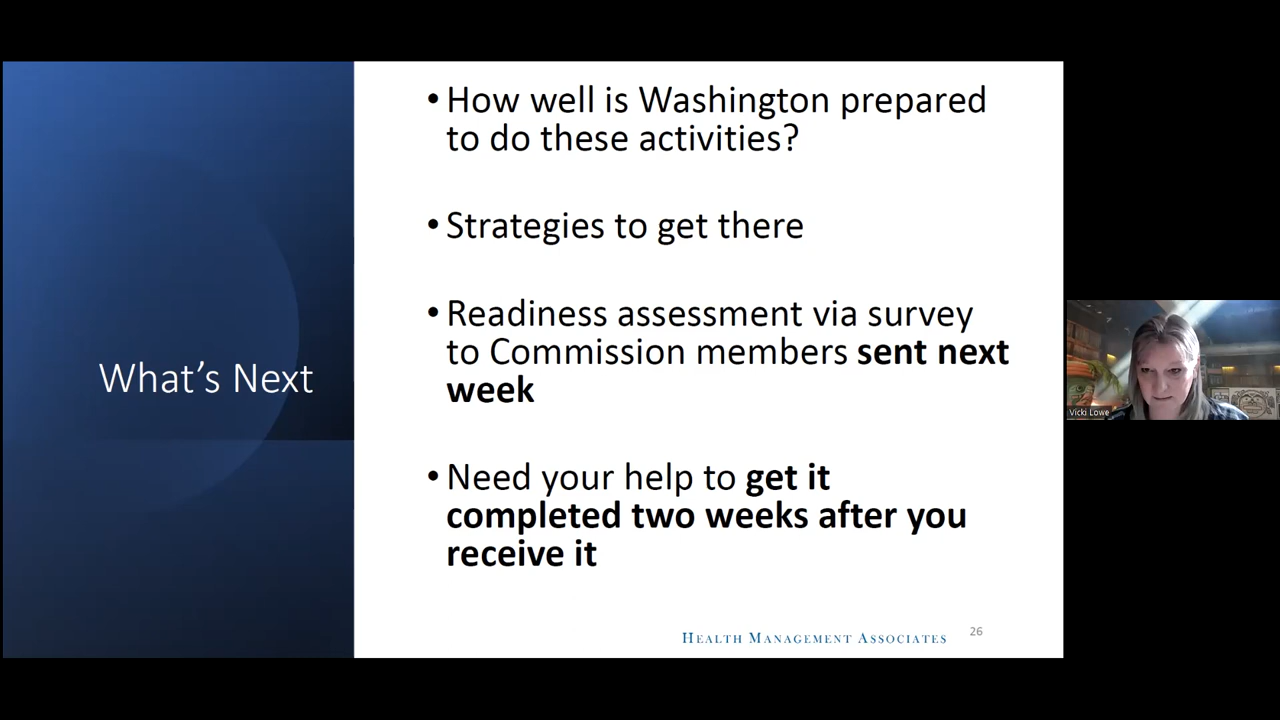 What's Next
• How well is Washington prepared
to do these activities?
• Strategies to get there
• Readiness assessment via survey
to Commission members sent next
week
• Need your help to get it
completed two weeks after you
receive it
HEALTH MANAGEMENT ASSOCIATES
26
Vicki Lowe